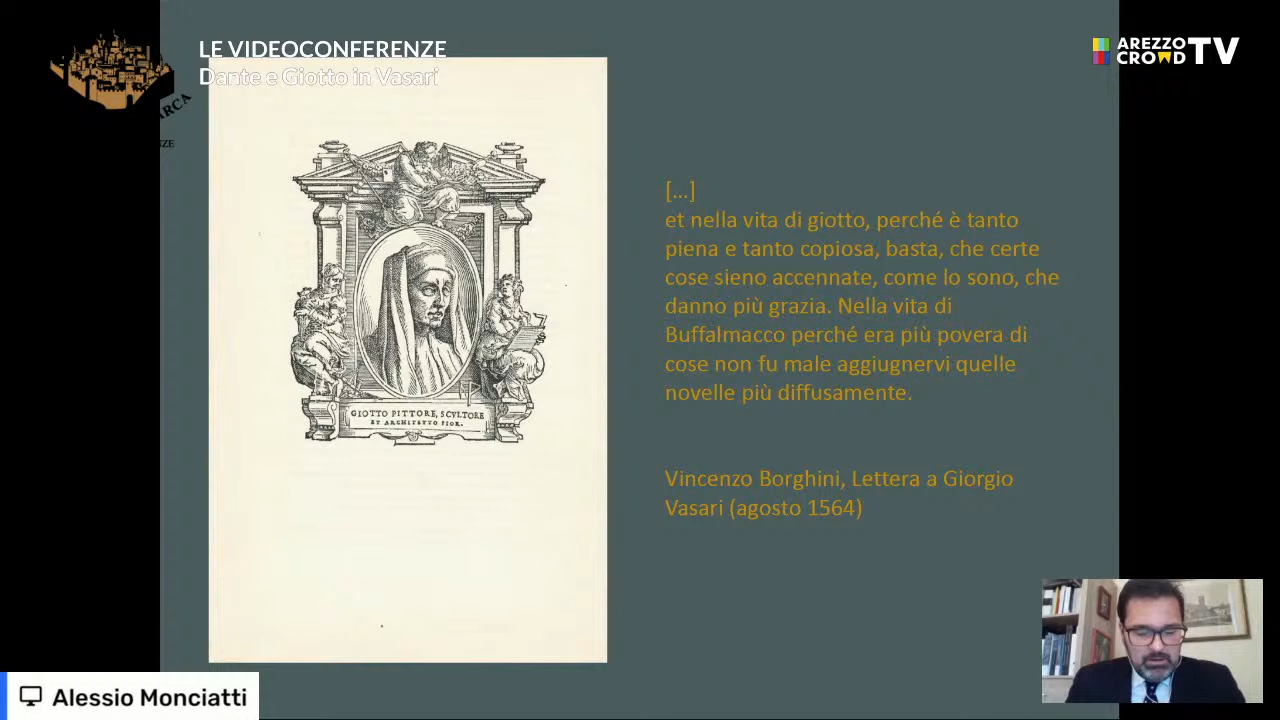 LE VIDEOCONFERENZE
Dante e Giotto in Vasari
AREZZO
CROWD
TV
ARCA
NZE
GIOTTO PITTORE, SCVLTORE
ET ARCHITETTO FIOR.
[...]
et nella vita di giotto, perché è tanto
piena e tanto copiosa, basta, che certe
cose sieno accennate, come lo sono, che
danno più grazia. Nella vita di
Buffalmacco perché era più povera di
cose non fu male aggiugnervi quelle
novelle più diffusamente.
Vincenzo Borghini, Lettera a Giorgio
Vasari (agosto 1564)
Alessio Monciatti